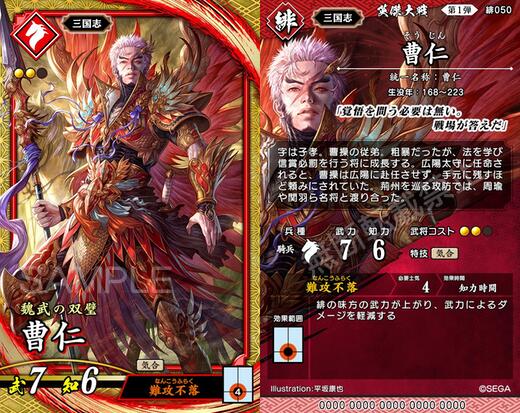 三国志
SAMPLE
魏武の双璧
曹仁
気合
武7 知6
なんこうふらく
難攻不落
4
緋
三国志
英傑大戦
第1弾
緋050
そう じん
曹仁
統一名称：曹仁
生没年：168～223
「覚悟を問う必要は無い。
戦場が答えだ」
字は子孝。曹操の従弟。粗暴だったが、法を学び
信賞必罰を行う将に成長する。広陽太守に任命さ
れると、曹操は広陽に赴任させず、手元に残すほ
ど頼みにされていた。荊州を巡る攻防では、周瑜
や関羽ら名将と渡り合った。
兵種 武力 知力 武将コスト
騎兵 7 6 特技 気合
なんこうふらく
難攻不落
必要士気
4
効果時間
知力時間
緋の味方の武力が上がり、武力によるダ
メージを軽減する
効果範囲
Illustration:平坂康也
©SEGA
0000-0000-0000-0000-0000